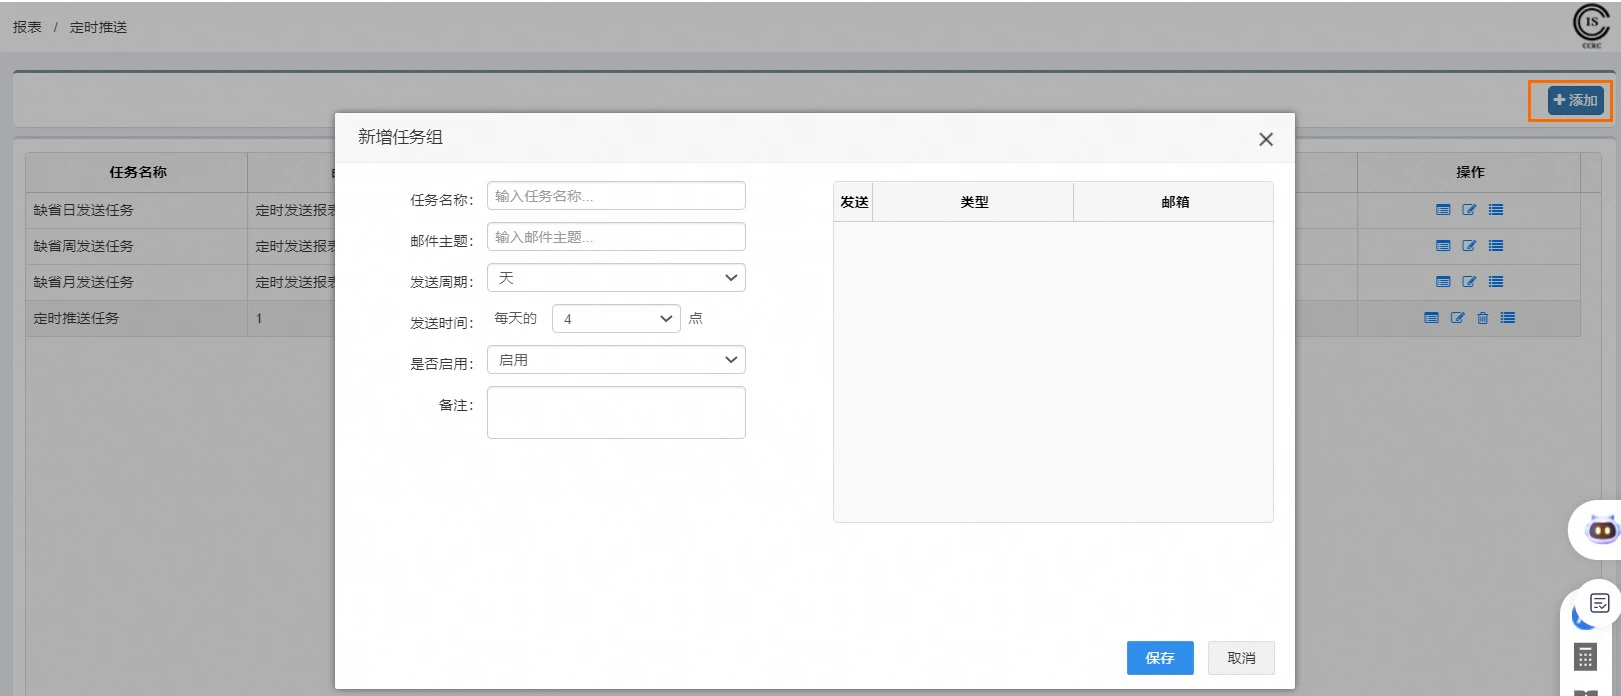 报表 / 定时推送
IS
CCRC
添加
新增任务组
任务名称 操作
缺省日发送任务 定时发送报表
缺省周发送任务 定时发送报表
缺省月发送任务 定时发送报表
定时推送任务 1
任务名称： 输入任务名称...
邮件主题： 输入邮件主题...
发送周期： 天
发送时间： 每天的 4 点
是否启用： 启用
备注：
发送 类型 邮箱
保存 取消